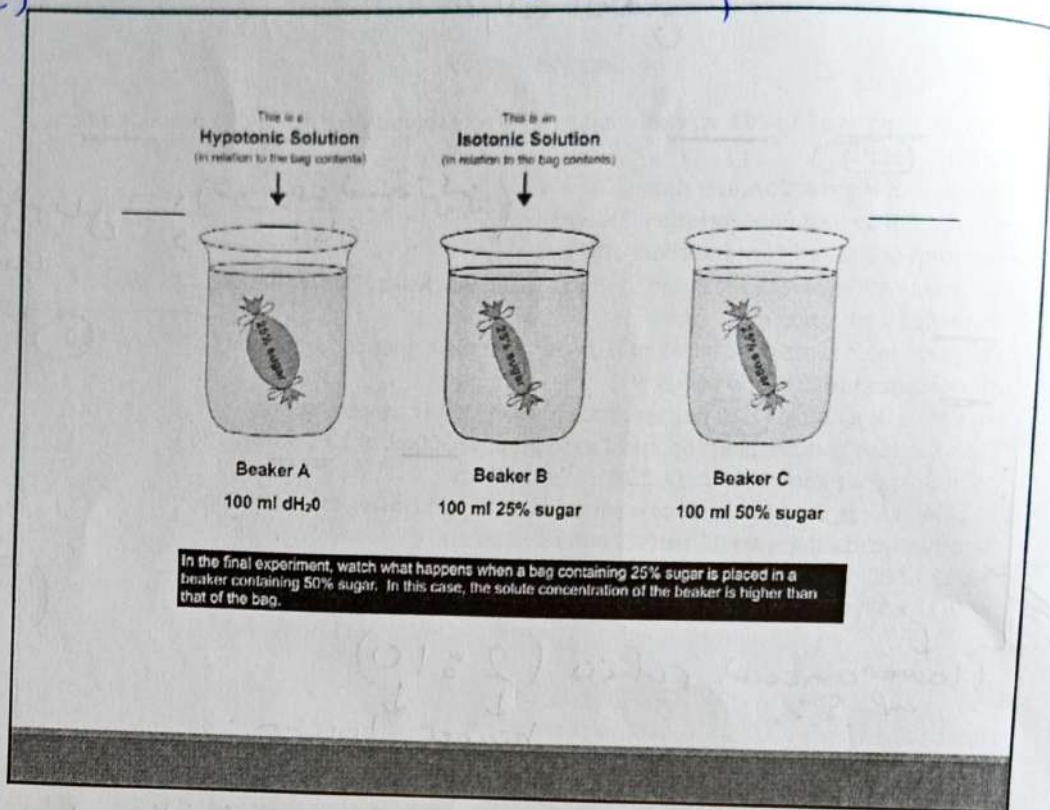 This is a
Hypotonic Solution
(in relation to the bag contents)
This is an
Isotonic Solution
(in relation to the bag contents)
25% sugar
25% sugar
25% sugar
Beaker A
100 ml dH₂0
Beaker B
100 ml 25% sugar
Beaker C
100 ml 50% sugar
In the final experiment, watch what happens when a bag containing 25% sugar is placed in a
beaker containing 50% sugar. In this case, the solute concentration of the beaker is higher than
that of the bag.